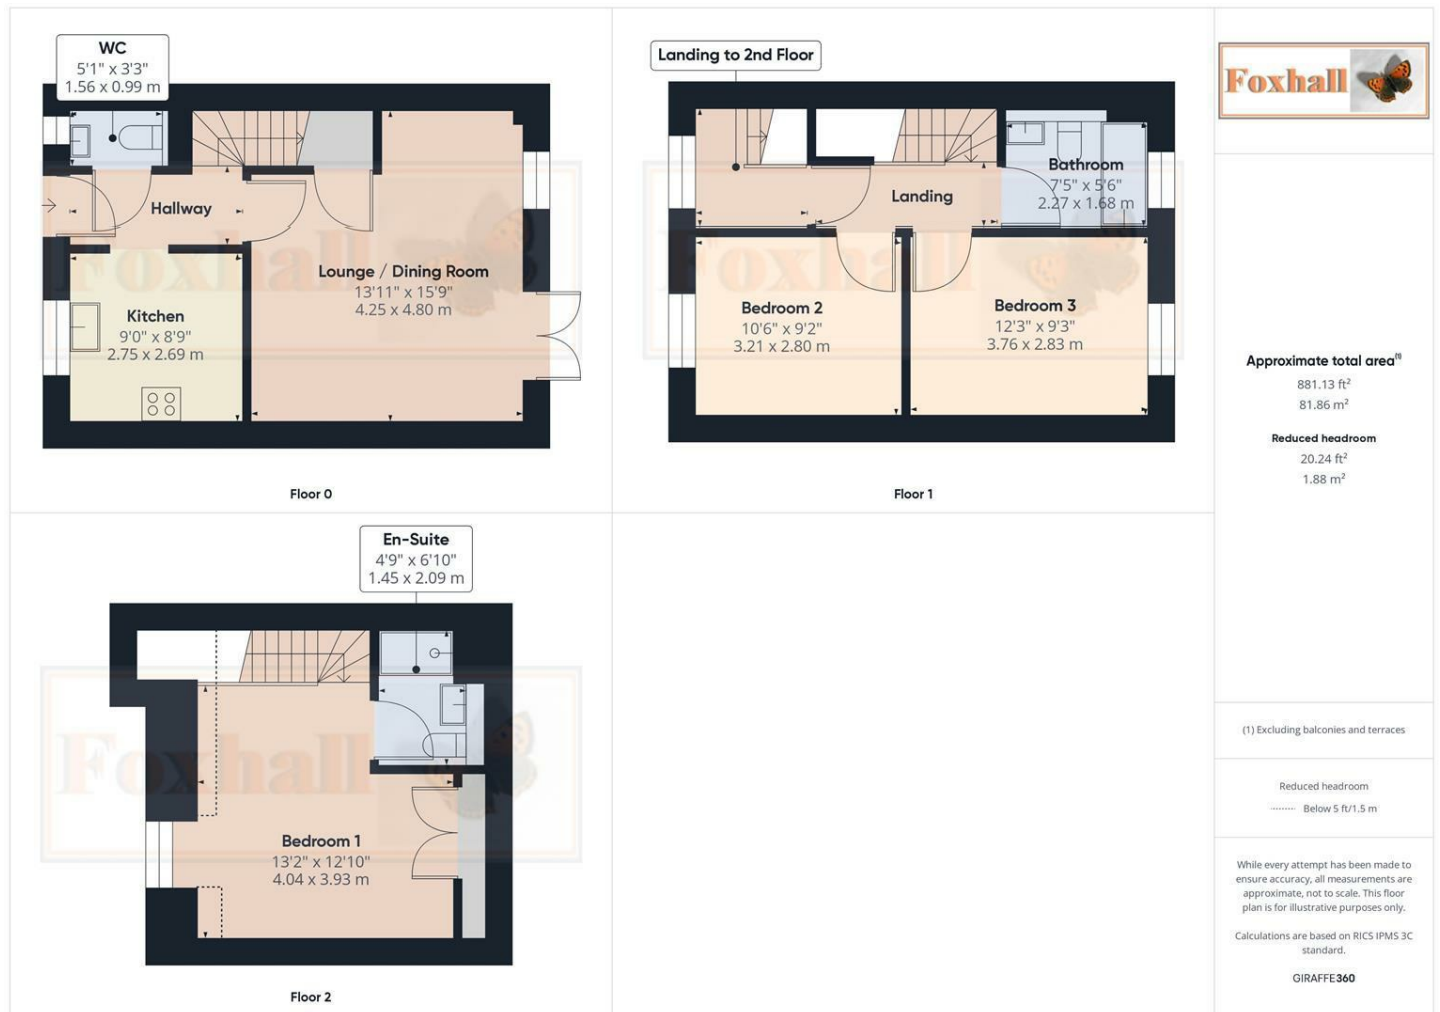 WC
5'1" x 3'3"
1.56 x 0.99 m
Hallway
Lounge / Dining Room
13'11" x 15'9"
4.25 x 4.80 m
Kitchen
9'0" x 8'9"
2.75 x 2.69 m
Foxhall
Floor 0
Landing to 2nd Floor
Bathroom
7'5" x 5'6"
2.27 x 1.68 m
Landing
Foxhall
Bedroom 2
10'6" x 9'2"
3.21 x 2.80 m
Bedroom 3
12'3" x 9'3"
3.76 x 2.83 m
Floor 1
En-Suite
4'9" x 6'10"
1.45 x 2.09 m
Foxhall
Bedroom 1
13'2" x 12'10"
4.04 x 3.93 m
Floor 2
Foxhall
Approximate total area(1)
881.13 ft²
81.86 m²
Reduced headroom
20.24 ft²
1.88 m²
(1) Excluding balconies and terraces
Reduced headroom
Below 5 ft/1.5 m
While every attempt has been made to
ensure accuracy, all measurements are
approximate, not to scale. This floor
plan is for illustrative purposes only.
Calculations are based on RICS IPMS 3C
standard.
GIRAFFE360